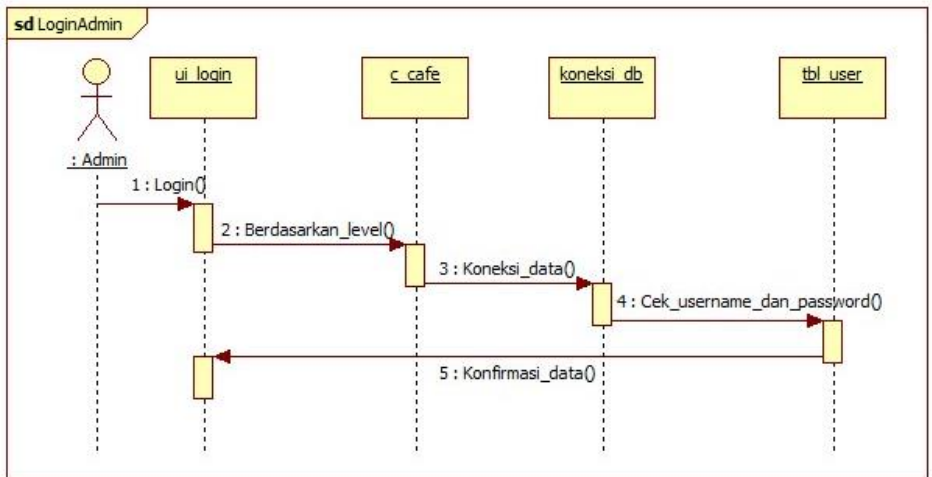 sd LoginAdmin
ui_login
c_cafe
koneksi_db
tbl_user
: Admin
1 : Login()
2 : Berdasarkan_level()
3 : Koneksi_data()
4 : Cek_username_dan_password()
5 : Konfirmasi_data()